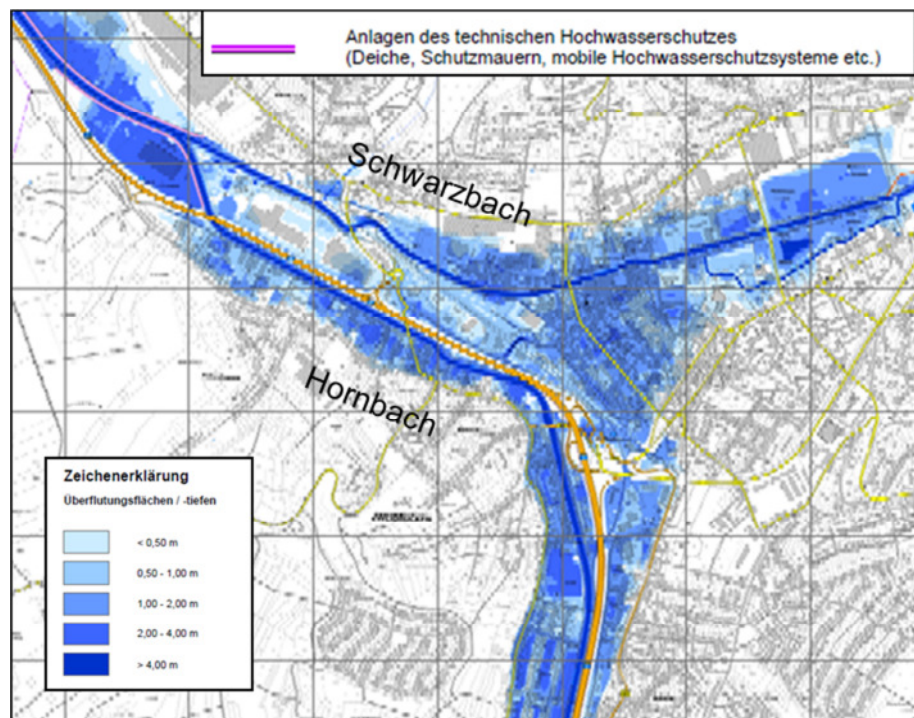 Anlagen des technischen Hochwasserschutzes
(Deiche, Schutzmauern, mobile Hochwasserschutzsysteme etc.)
Schwarzbach
Hornbach
Zeichenerklärung
Überflutungsflächen / -tiefen
< 0,50 m
0,50 - 1,00 m
1,00 - 2,00 m
2,00 - 4,00 m
> 4,00 m